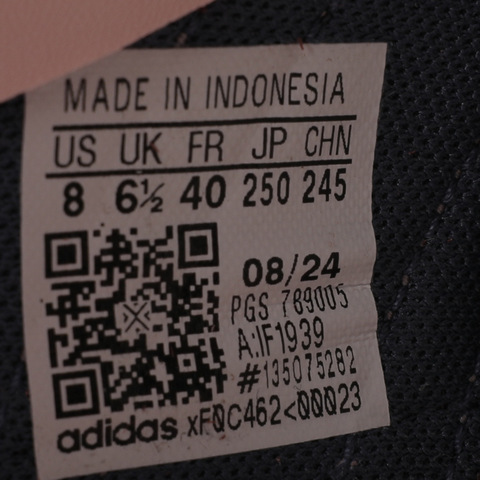 MADE IN INDONESIA
US UK FR JP CHN
8 6½ 40 250 245
08/24
PGS 789005
A:IF1939
#135075282
adidas xF0C462<00023